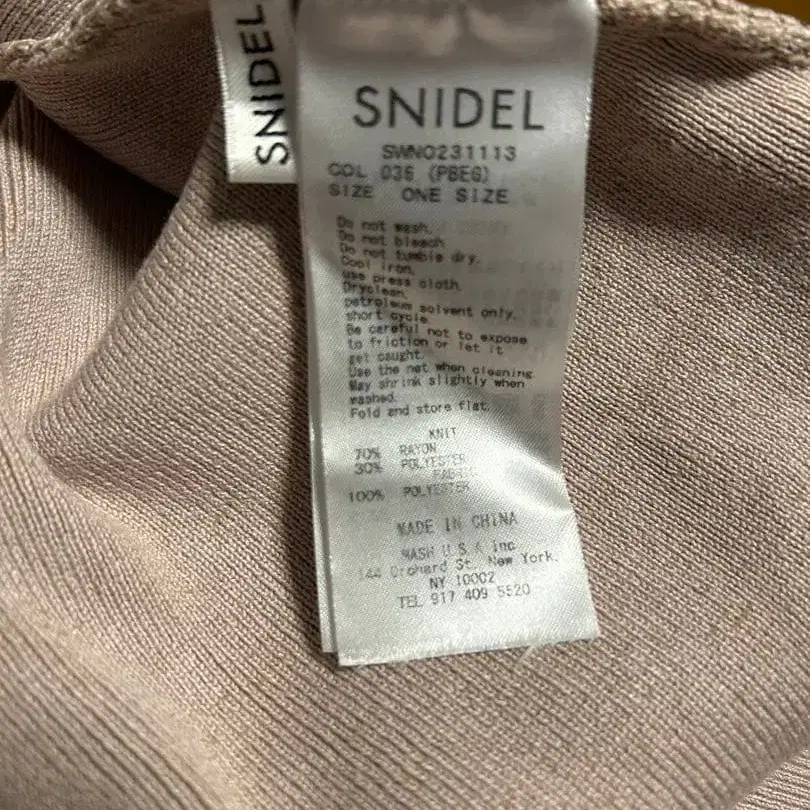 SNIDEL
SNIDEL
SWNO231113
COL 036 (PBEG)
SIZE ONE SIZE
Do not wash.
Do not bleach
Do not tumble dry.
Cool iron.
use press cloth.
Dryclean.
petroleum solvent only.
short cycle.
Be careful not to expose
to friction or let it
get caught.
Use the net when cleaning.
May shrink slightly when
washed.
Fold and store flat.
KNIT
70% RAYON
30% POLYESTER
FABRIC
100% POLYESTER
MADE IN CHINA
MASH U.S.A Inc
144 Orchard St. New York.
NY 10002
TEL 917 409 5520